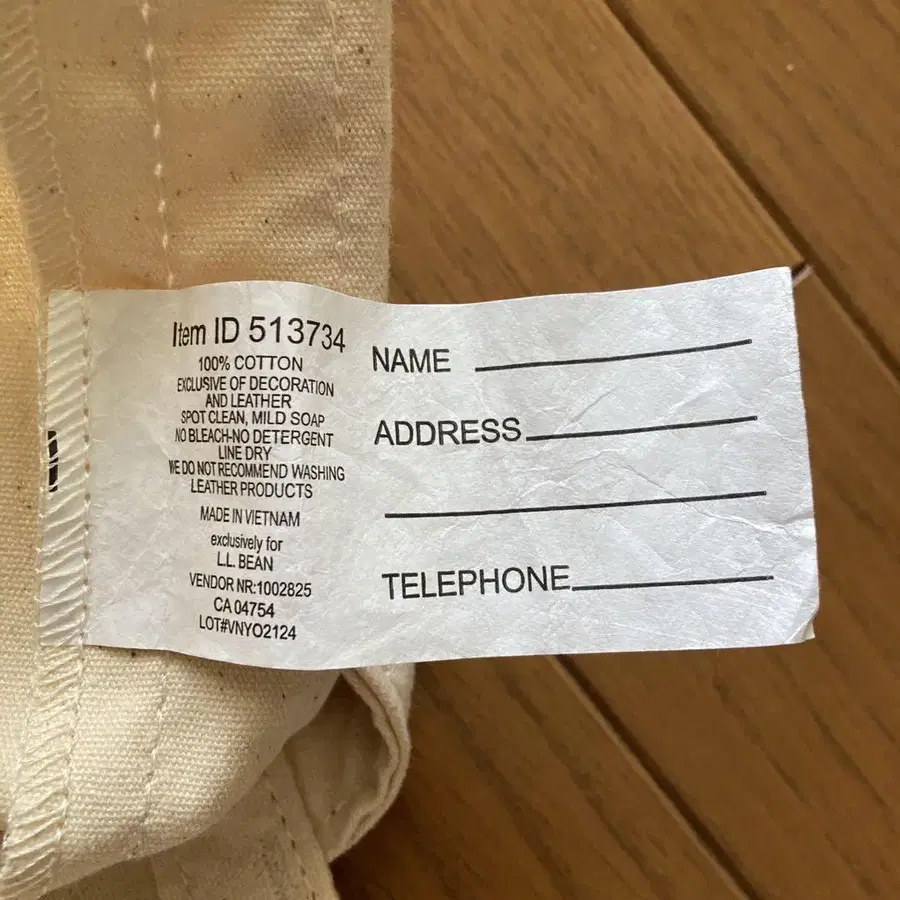 Item ID 513734
100% COTTON
EXCLUSIVE OF DECORATION
AND LEATHER
SPOT CLEAN, MILD SOAP
NO BLEACH-NO DETERGENT
LINE DRY
WE DO NOT RECOMMEND WASHING
LEATHER PRODUCTS
MADE IN VIETNAM
exclusively for
L.L. BEAN
VENDOR NR:1002825
CA 04754
LOT#VNYO2124
NAME
ADDRESS
TELEPHONE